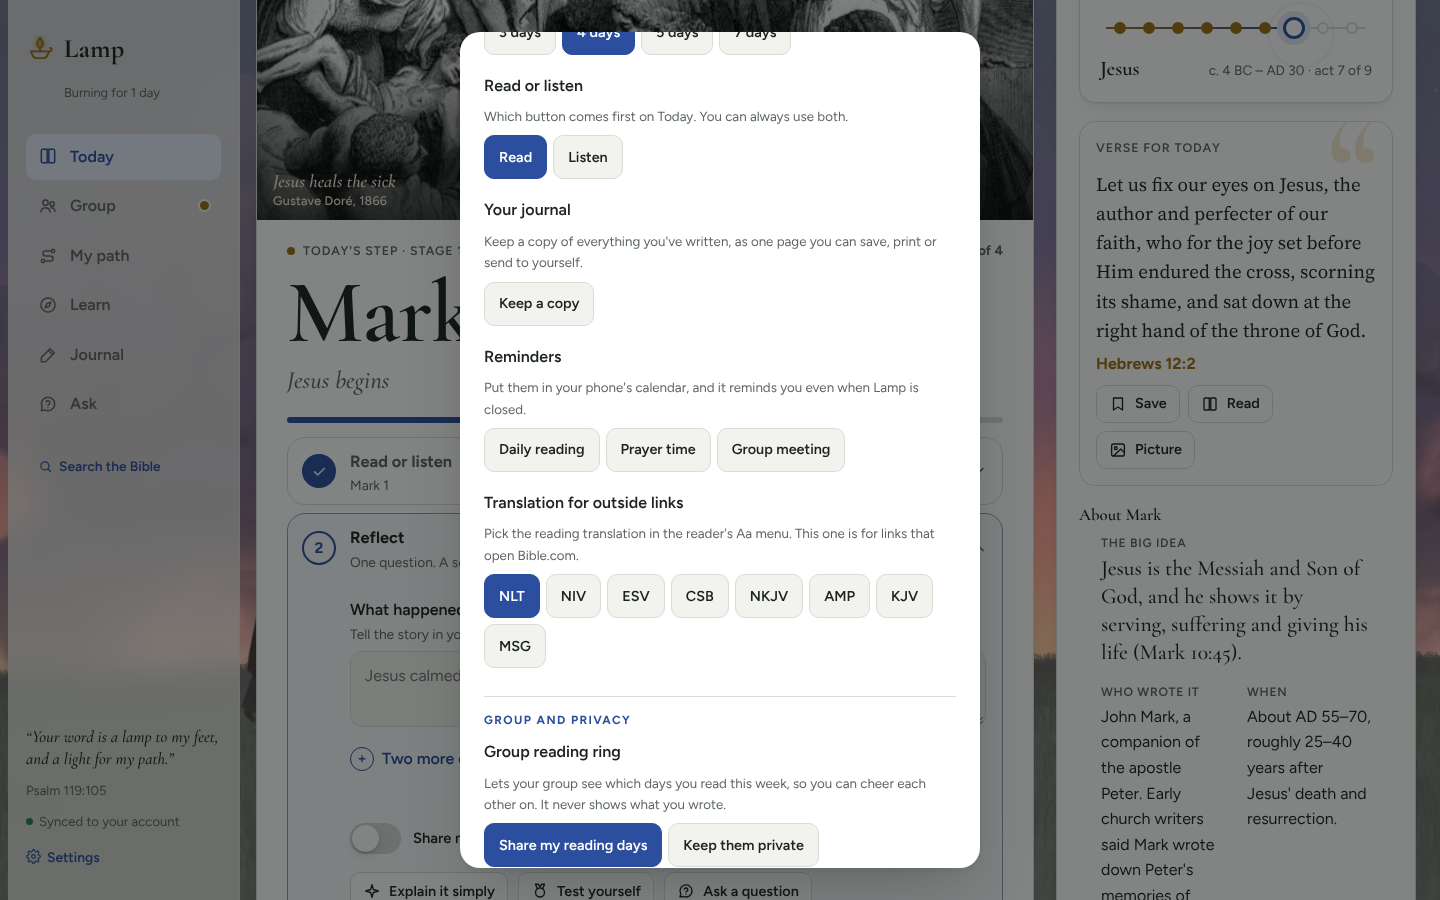 Lamp
Burning for 1 day
Today
Group
My path
Learn
Journal
Ask
Search the Bible
“Your word is a lamp to my feet,
and a light for my path.”
Psalm 119:105
Synced to your account
Settings
Jesus heals the sick
Gustave Doré, 1866
TODAY'S STEP · STAGE 1
of 4
Mark
Jesus begins
Read or listen
Mark 1
2
Reflect
One question. A
What happened
Tell the story in
Jesus calmed
+
Two more
Share
Explain it simply
Test yourself
Ask a question
3 days
4 days
5 days
7 days
Read or listen
Which button comes first on Today. You can always use both.
Read
Listen
Your journal
Keep a copy of everything you've written, as one page you can save, print or
send to yourself.
Keep a copy
Reminders
Put them in your phone's calendar, and it reminds you even when Lamp is
closed.
Daily reading
Prayer time
Group meeting
Translation for outside links
Pick the reading translation in the reader's Aa menu. This one is for links that
open Bible.com.
NLT
NIV
ESV
CSB
NKJV
AMP
KJV
MSG
GROUP AND PRIVACY
Group reading ring
Lets your group see which days you read this week, so you can cheer each
other on. It never shows what you wrote.
Share my reading days
Keep them private
Jesus
c. 4 BC – AD 30 · act 7 of 9
VERSE FOR TODAY
Let us fix our eyes on Jesus, the
author and perfecter of our
faith, who for the joy set before
Him endured the cross, scorning
its shame, and sat down at the
right hand of the throne of God.
Hebrews 12:2
Save
Read
Picture
About Mark
THE BIG IDEA
Jesus is the Messiah and Son of
God, and he shows it by
serving, suffering and giving his
life (Mark 10:45).
WHO WROTE IT
John Mark, a
companion of
the apostle
Peter. Early
church writers
said Mark wrote
down Peter's
memories of
WHEN
About AD 55–70,
roughly 25–40
years after
Jesus' death and
resurrection.